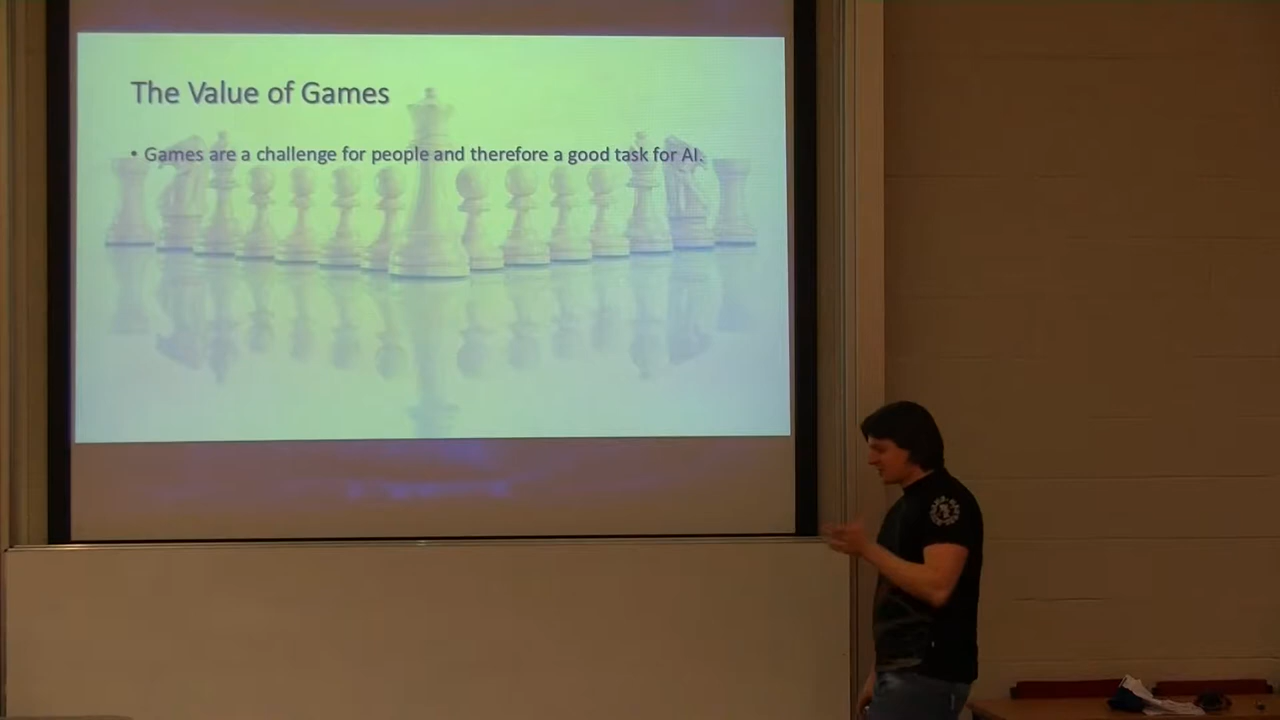 The Value of Games
• Games are a challenge for people and therefore a good task for AI.